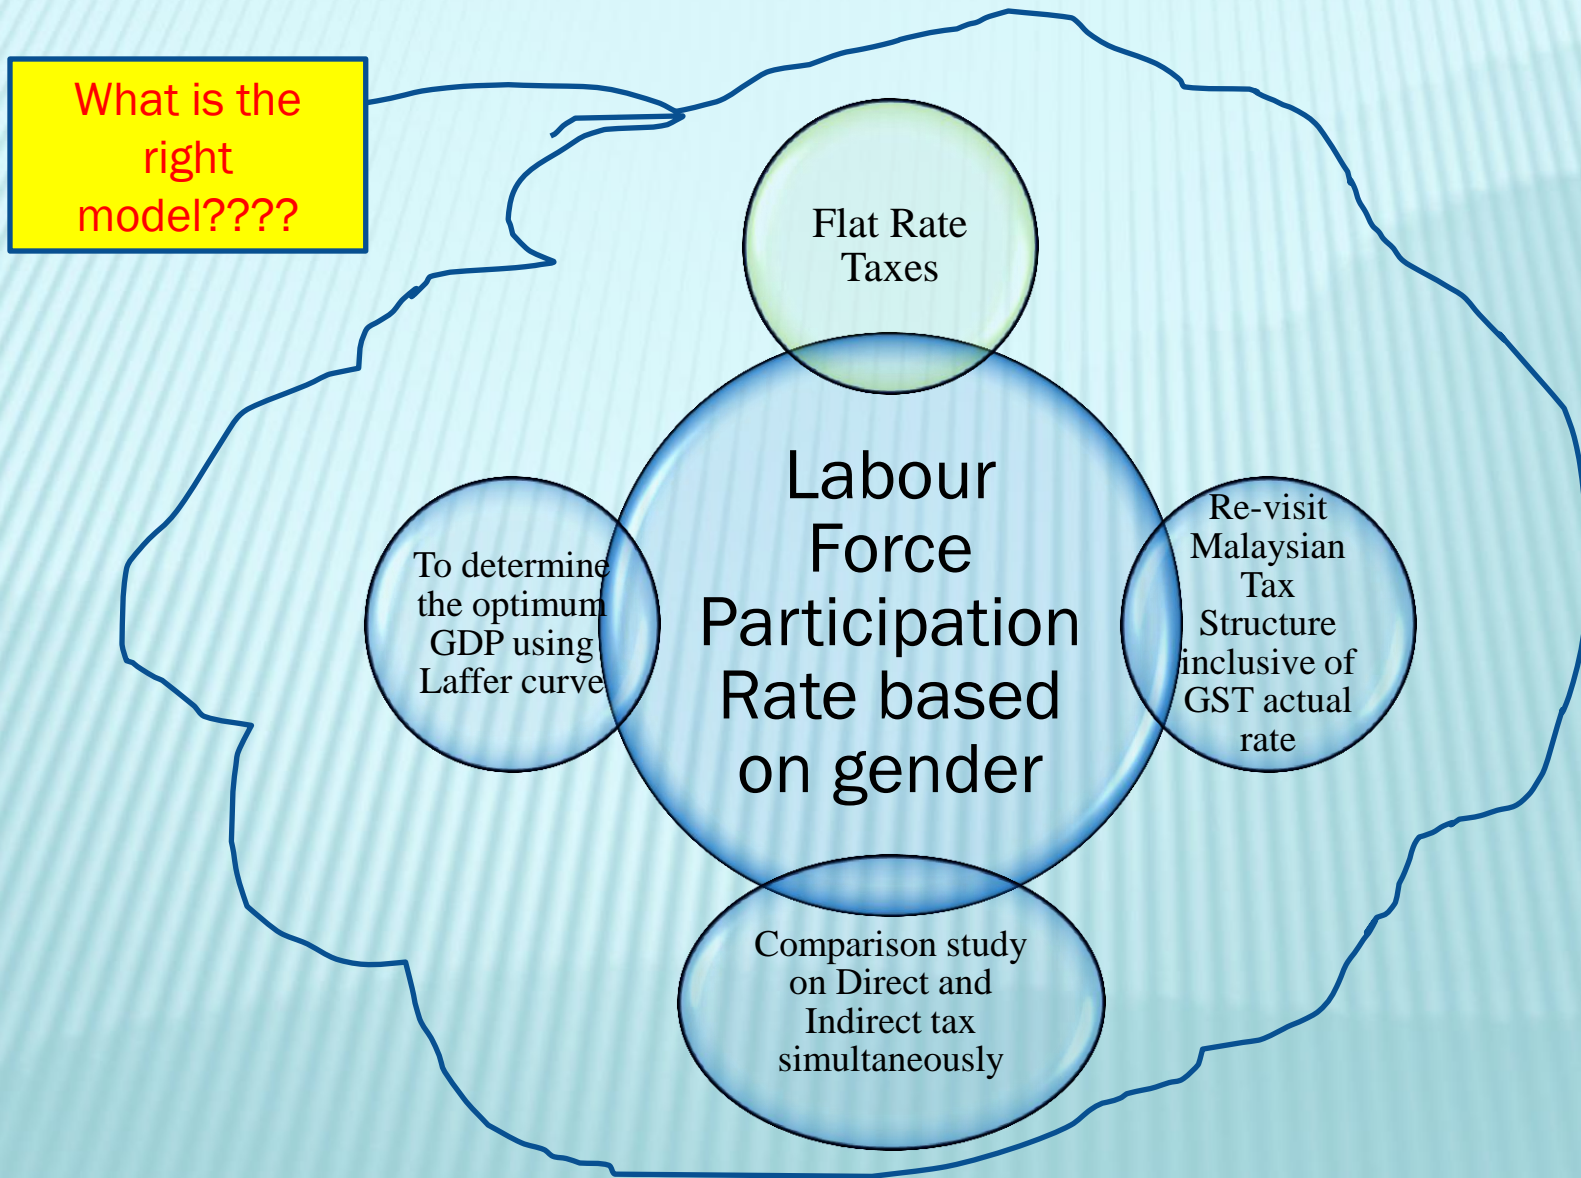 What is the
right
model????
Flat Rate
Taxes
To determine
the optimum
GDP using
Laffer curve
Labour
Force
Participation
Rate based
on gender
Re-visit
Malaysian
Tax
Structure
inclusive of
GST actual
rate
Comparison study
on Direct and
Indirect tax
simultaneously